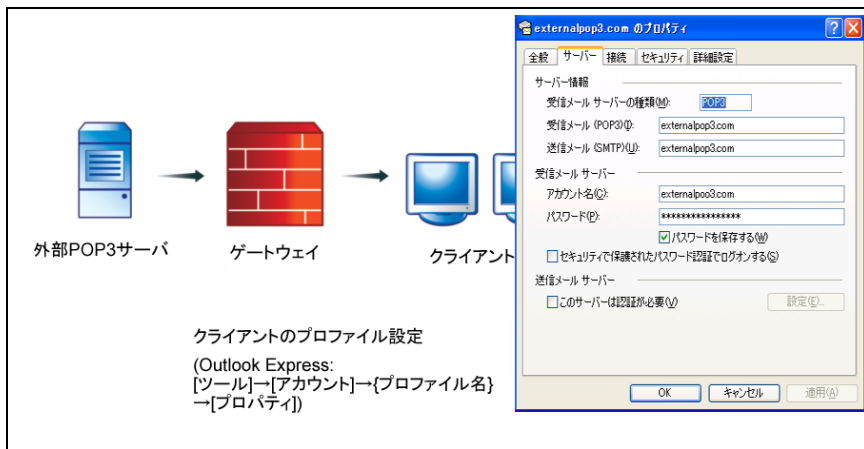 外部POP3サーバ
ゲートウェイ
クライアント
クライアントのプロファイル設定
(Outlook Express:
[ツール]→[アカウント]→{プロファイル名}
→[プロパティ])
externalpop3.com のプロパティ
全般 サーバー 接続 セキュリティ 詳細設定
サーバー情報
受信メール サーバーの種類(M): POP3
受信メール (POP3)(I): externalpop3.com
送信メール (SMTP)(U): externalpop3.com
受信メール サーバー
アカウント名(C): externalpoo3.com
パスワード(P): ***************
パスワードを保存する(W)
セキュリティで保護されたパスワード認証でログオンする(S)
送信メール サーバー
このサーバーは認証が必要(V) 設定(E)...
OK キャンセル 適用(A)